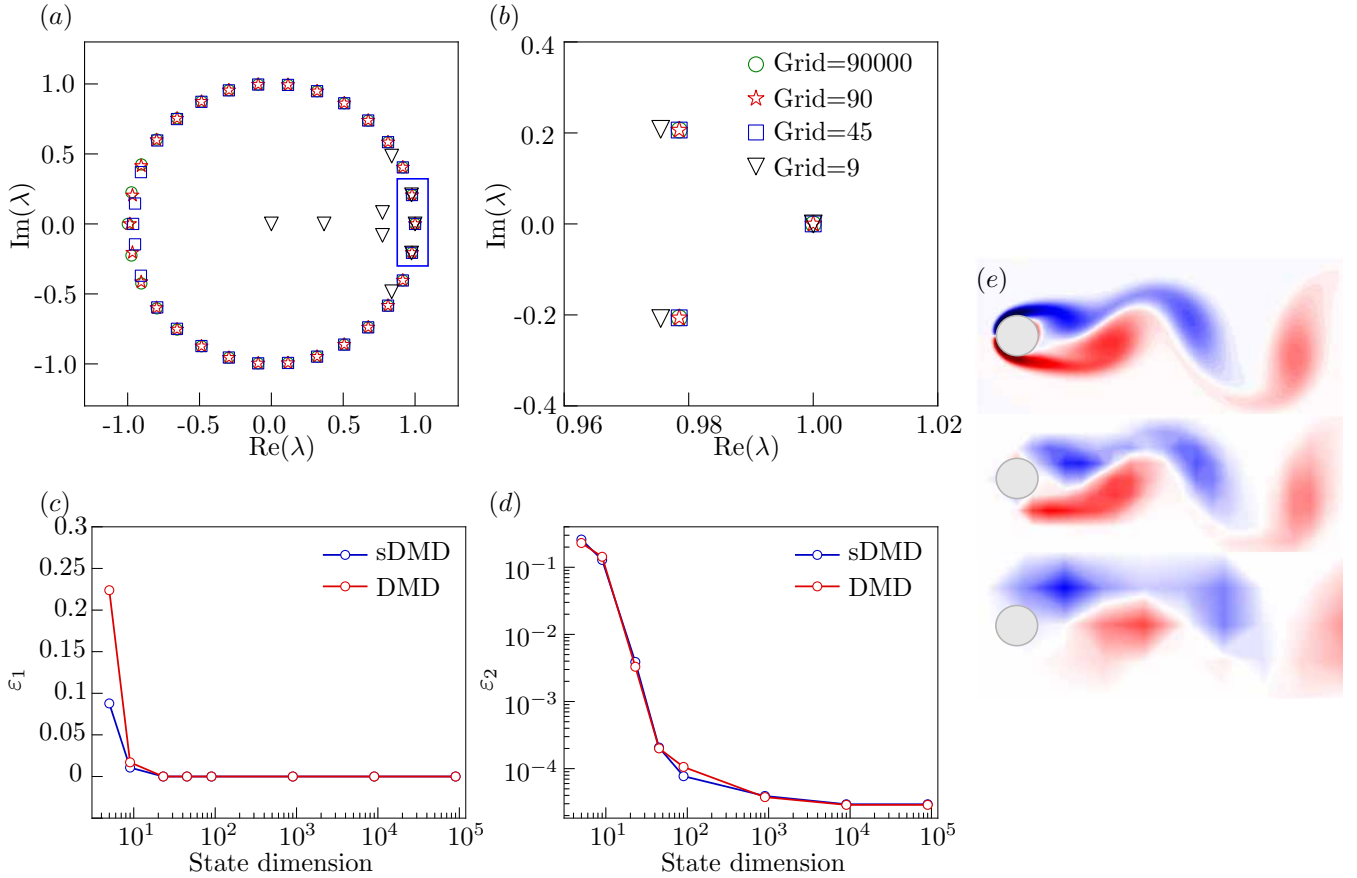 (a)
Im(λ)
1.0
0.5
0.0
-0.5
-1.0
-1.0 -0.5 0.0 0.5 1.0
Re(λ)
(b)
Im(λ)
0.4
0.2
0.0
-0.2
-0.4
0.96 0.98 1.00 1.02
Re(λ)
Grid=90000
Grid=90
Grid=45
Grid=9
(e)
(c)
ε1
0.3
0.25
0.2
0.15
0.1
0.05
0
10^1 10^2 10^3 10^4 10^5
State dimension
sDMD
DMD
(d)
ε2
10^−1
10^−2
10^−3
10^−4
10^1 10^2 10^3 10^4 10^5
State dimension
sDMD
DMD